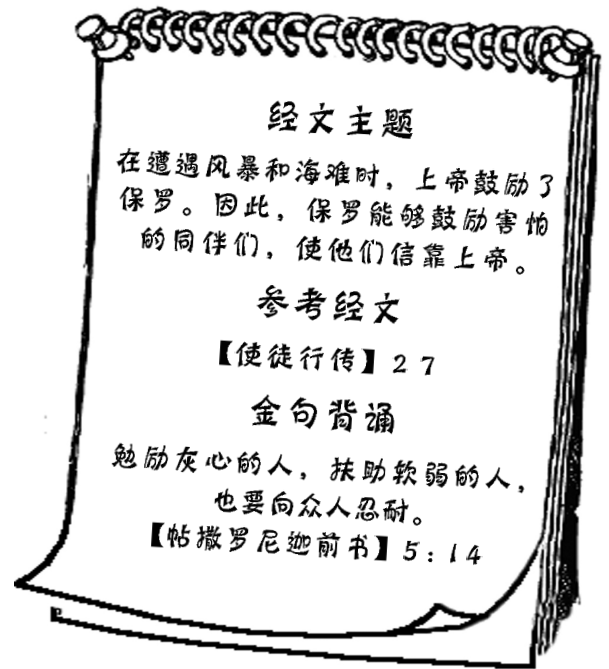 经文主题
在遭遇风暴和海难时，上帝鼓励了
保罗。因此，保罗能够鼓励害怕
的同伴们，使他们信靠上帝。
参考经文
【使徒行传】27
金句背诵
勉励灰心的人，扶助软弱的人，
也要向众人忍耐。
【帖撒罗尼迦前书】5：14